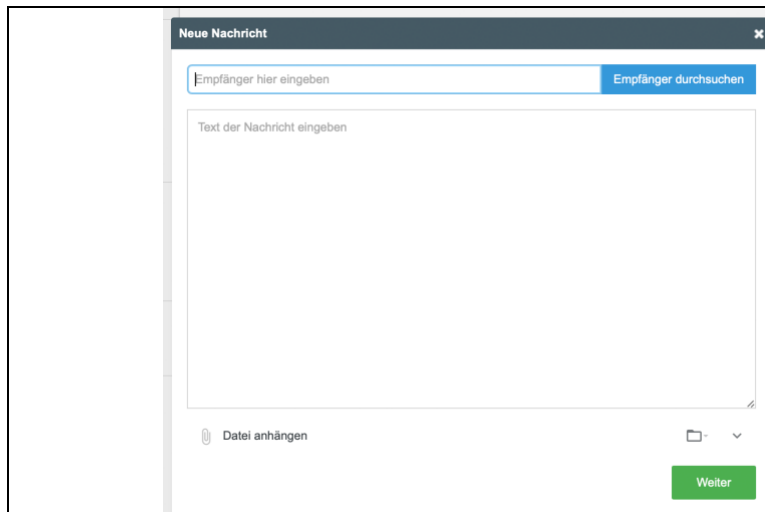 Neue Nachricht
Empfänger hier eingeben
Empfänger durchsuchen
Text der Nachricht eingeben
Datei anhängen
Weiter